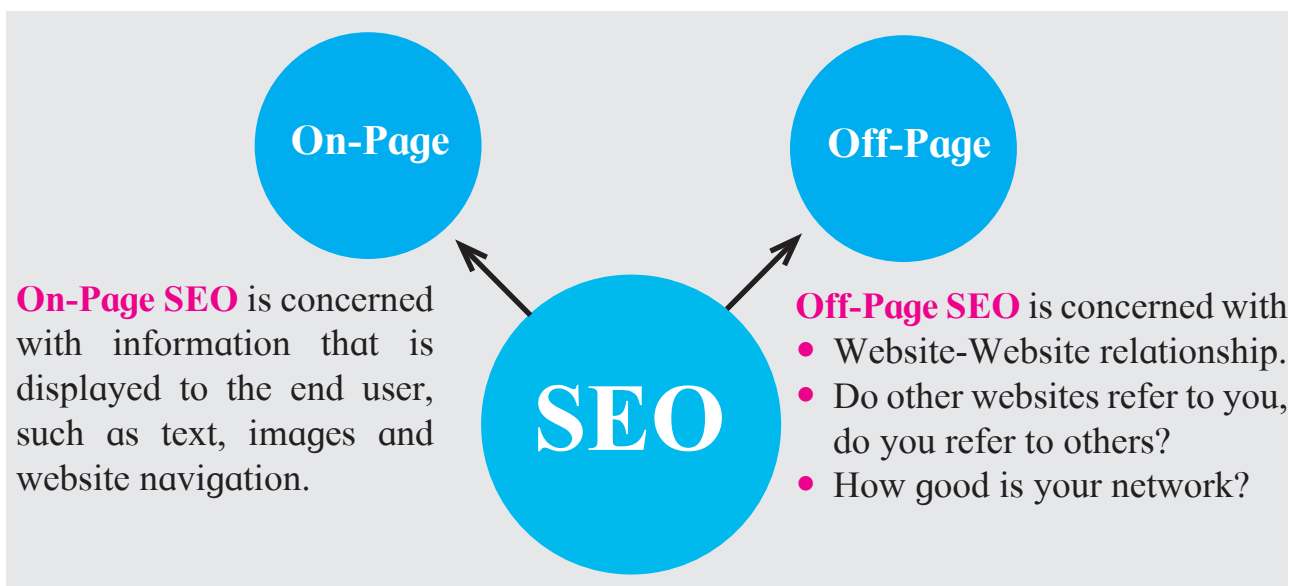 On-Page
Off-Page
On-Page SEO is concerned
with information that is
displayed to the end user,
such as text, images and
website navigation.
SEO
Off-Page SEO is concerned with
• Website-Website relationship.
• Do other websites refer to you,
do you refer to others?
• How good is your network?